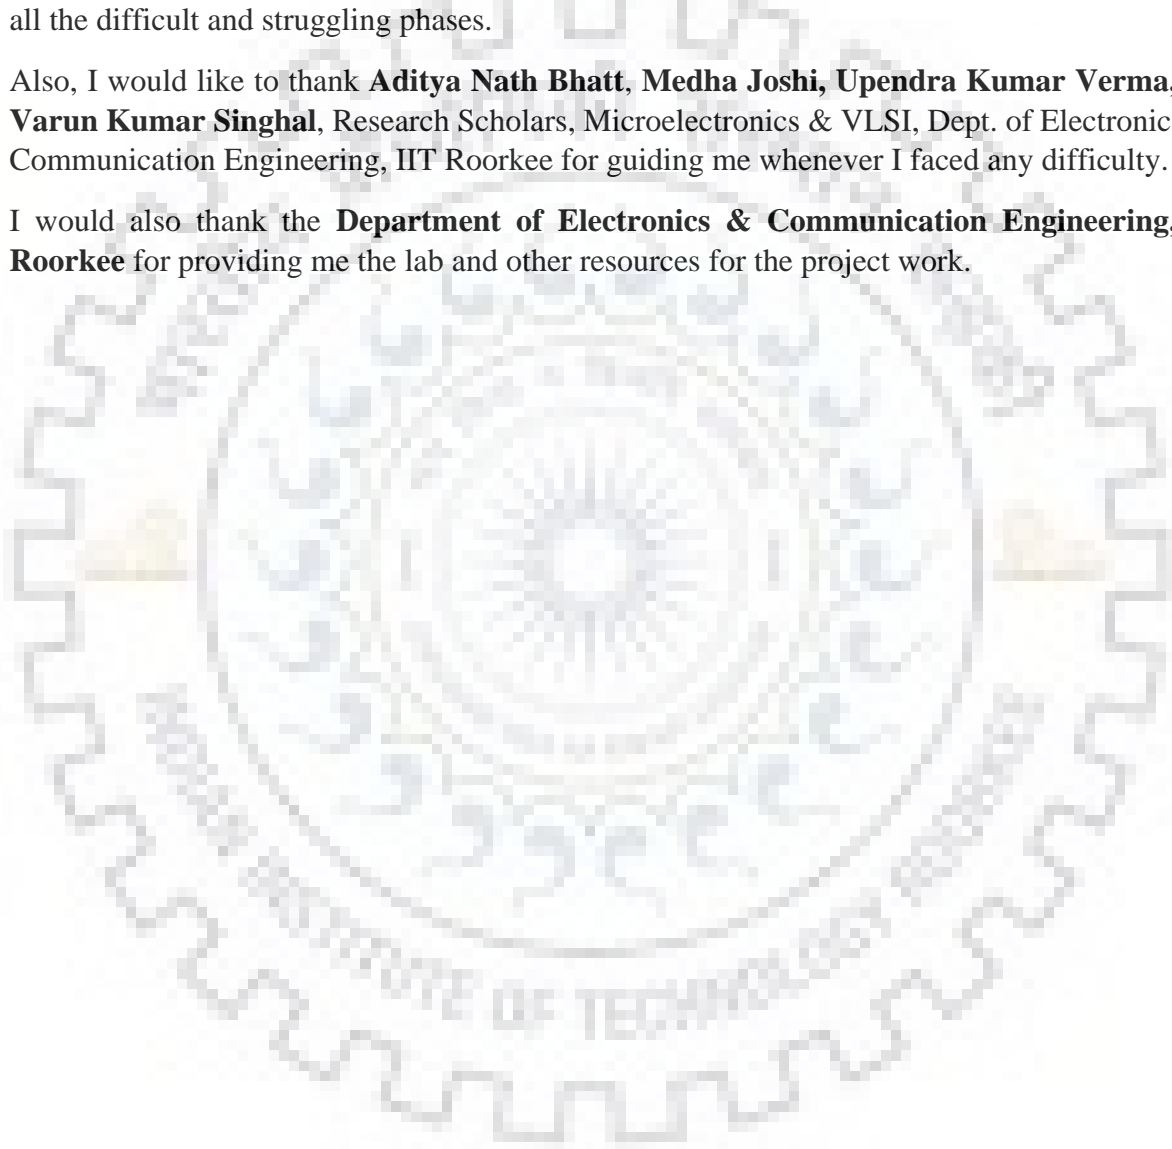 all the difficult and struggling phases.
Also, I would like to thank Aditya Nath Bhatt, Medha Joshi, Upendra Kumar Verma,
Varun Kumar Singhal, Research Scholars, Microelectronics & VLSI, Dept. of Electronic
Communication Engineering, IIT Roorkee for guiding me whenever I faced any difficulty.
I would also thank the Department of Electronics & Communication Engineering,
Roorkee for providing me the lab and other resources for the project work.
INSTITUTE OF TECHNOLOGY